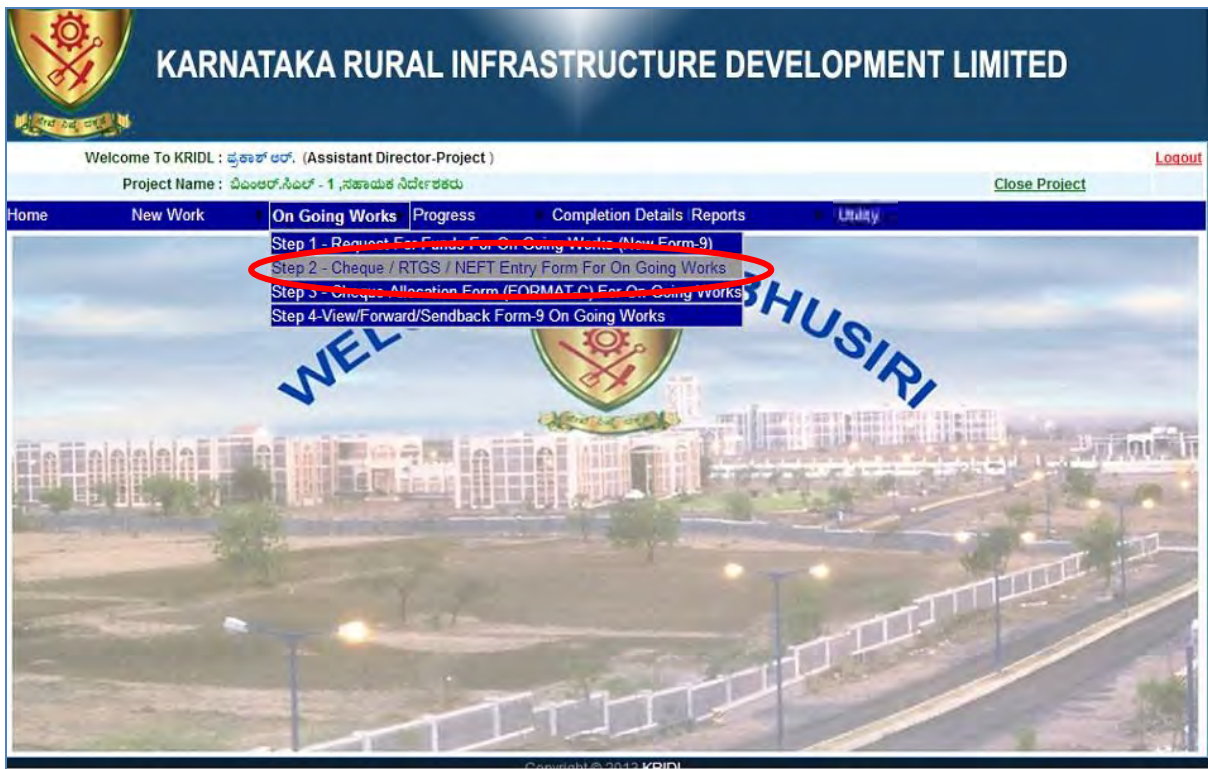 KARNATAKA RURAL INFRASTRUCTURE DEVELOPMENT LIMITED
Welcome To KRIDL : ಪ್ರಕಾಶ್ ಆರ್. (Assistant Director-Project )
Logout
Project Name : ಬಿಎಂಆರ್.ಸಿಎಲ್ - 1 ,ಸಹಾಯಕ ನಿರ್ದೇಶಕರು
Close Project
Home New Work On Going Works Progress Completion Details Reports Utility
Step 1 - Request For Funds For On Going Works (New Form-9)
Step 2 - Cheque / RTGS / NEFT Entry Form For On Going Works
Step 3 - Cheque Allocation Form (FORMAT-C) For On Going Works
Step 4-View/Forward/Sendback Form-9 On Going Works
Copyright © 2013 KRIDL